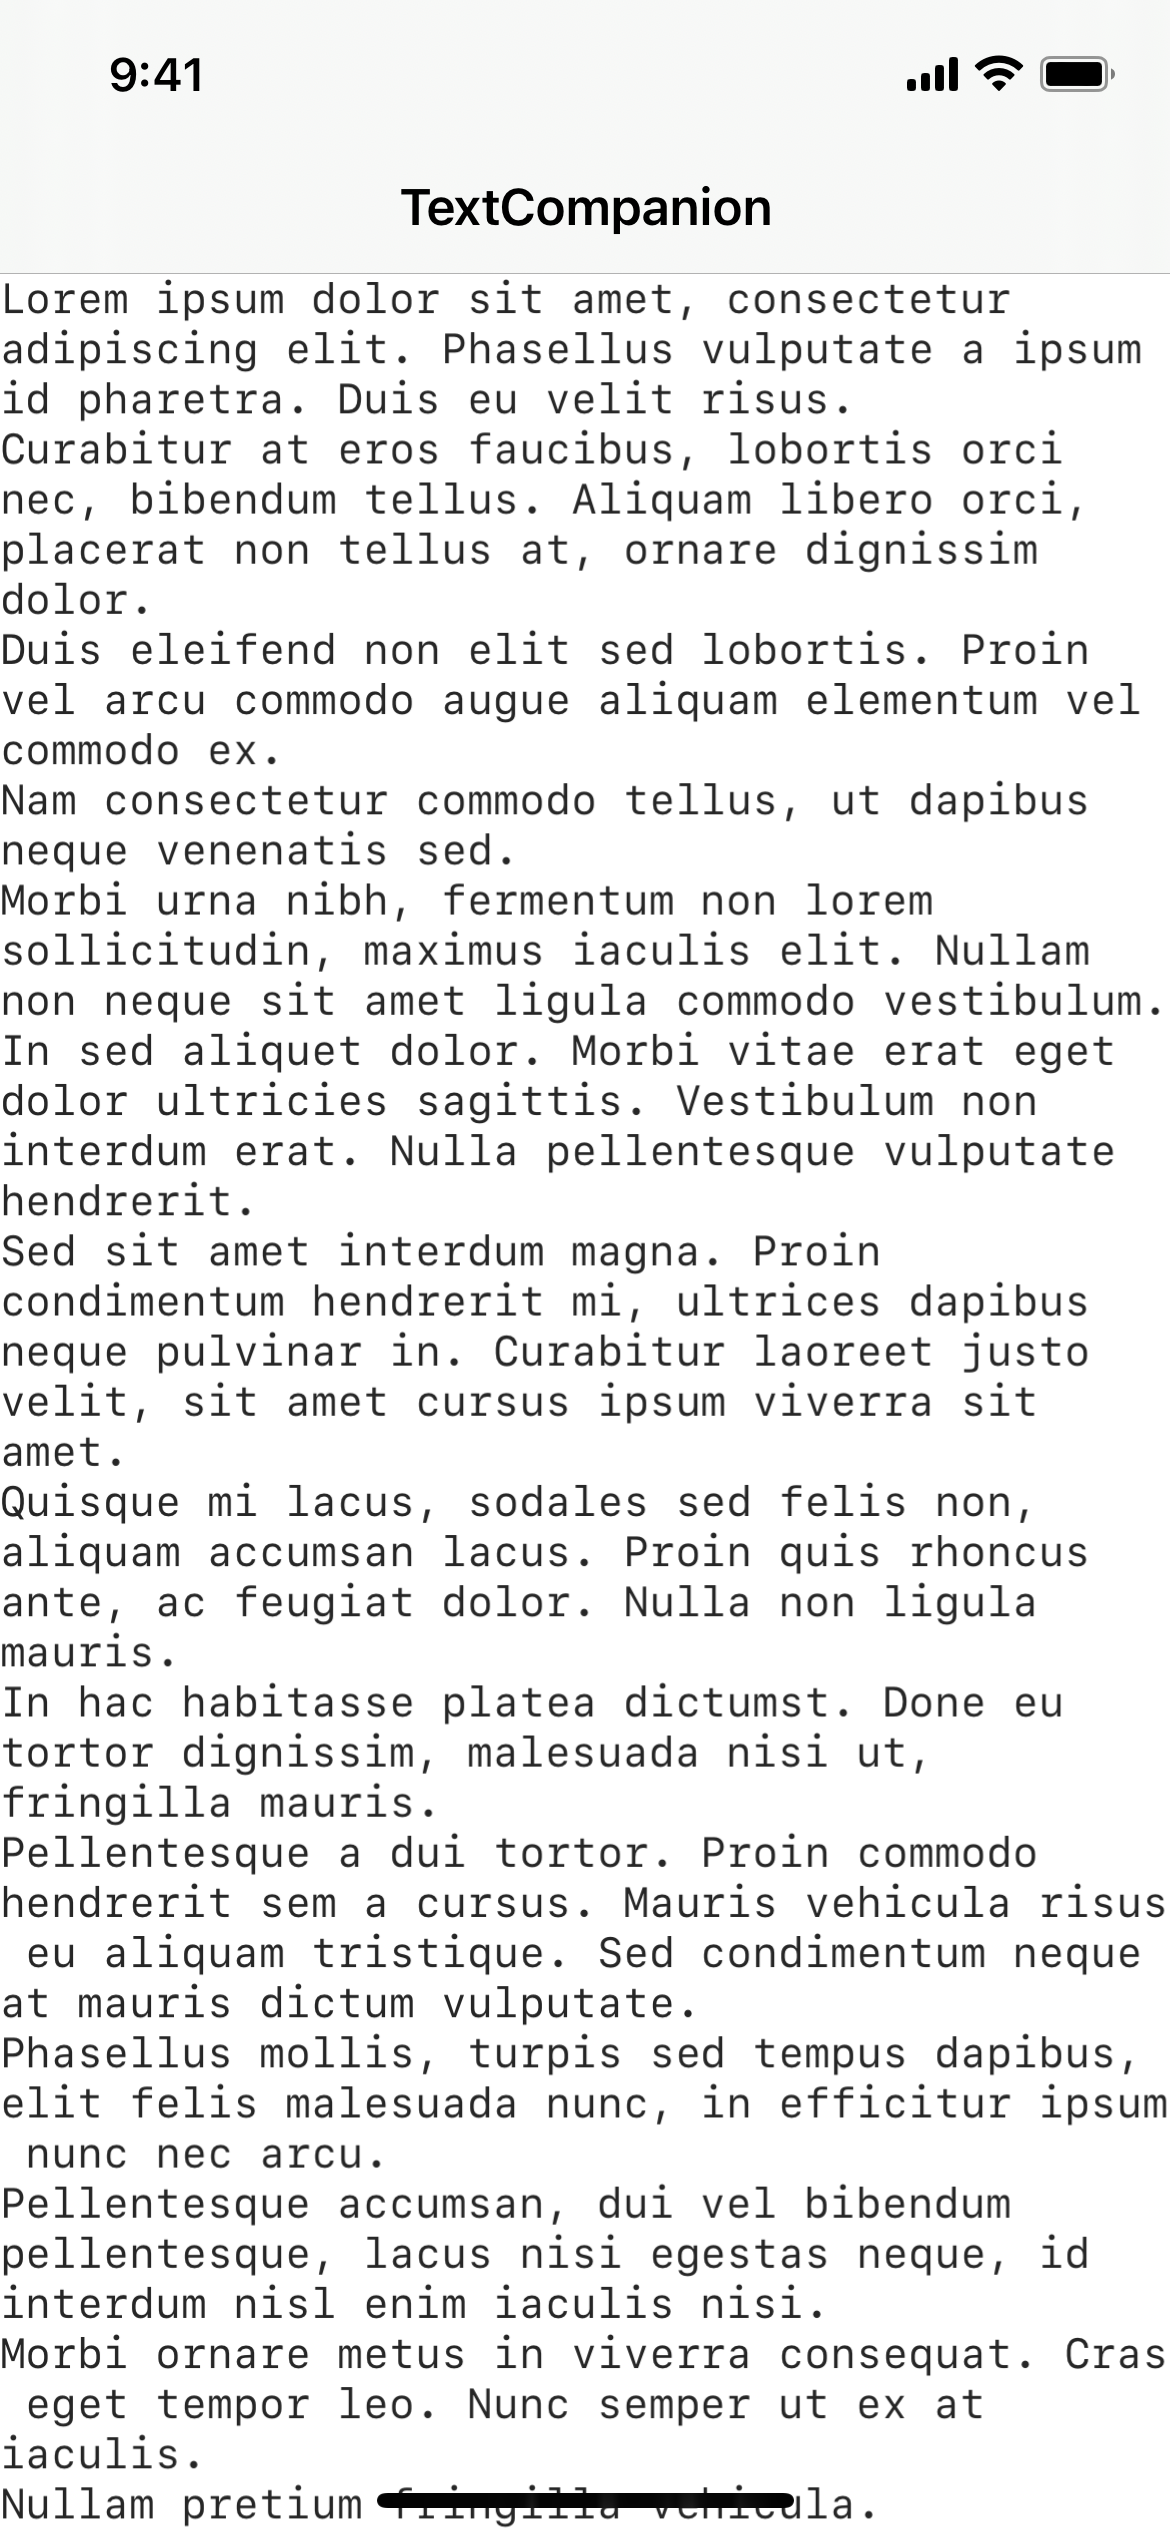 9:41
TextCompanion
Lorem ipsum dolor sit amet, consectetur
adipiscing elit. Phasellus vulputate a ipsum
id pharetra. Duis eu velit risus.
Curabitur at eros faucibus, lobortis orci
nec, bibendum tellus. Aliquam libero orci,
placerat non tellus at, ornare dignissim
dolor.
Duis eleifend non elit sed lobortis. Proin
vel arcu commodo augue aliquam elementum vel
commodo ex.
Nam consectetur commodo tellus, ut dapibus
neque venenatis sed.
Morbi urna nibh, fermentum non lorem
sollicitudin, maximus iaculis elit. Nullam
non neque sit amet ligula commodo vestibulum.
In sed aliquet dolor. Morbi vitae erat eget
dolor ultricies sagittis. Vestibulum non
interdum erat. Nulla pellentesque vulputate
hendrerit.
Sed sit amet interdum magna. Proin
condimentum hendrerit mi, ultrices dapibus
neque pulvinar in. Curabitur laoreet justo
velit, sit amet cursus ipsum viverra sit
amet.
Quisque mi lacus, sodales sed felis non,
aliquam accumsan lacus. Proin quis rhoncus
ante, ac feugiat dolor. Nulla non ligula
mauris.
In hac habitasse platea dictumst. Done eu
tortor dignissim, malesuada nisi ut,
fringilla mauris.
Pellentesque a dui tortor. Proin commodo
hendrerit sem a cursus. Mauris vehicula risus
eu aliquam tristique. Sed condimentum neque
at mauris dictum vulputate.
Phasellus mollis, turpis sed tempus dapibus,
elit felis malesuada nunc, in efficitur ipsum
nunc nec arcu.
Pellentesque accumsan, dui vel bibendum
pellentesque, lacus nisi egestas neque, id
interdum nisl enim iaculis nisi.
Morbi ornare metus in viverra consequat. Cras
eget tempor leo. Nunc semper ut ex at
iaculis.
Nullam pretium fringilla vehicula.